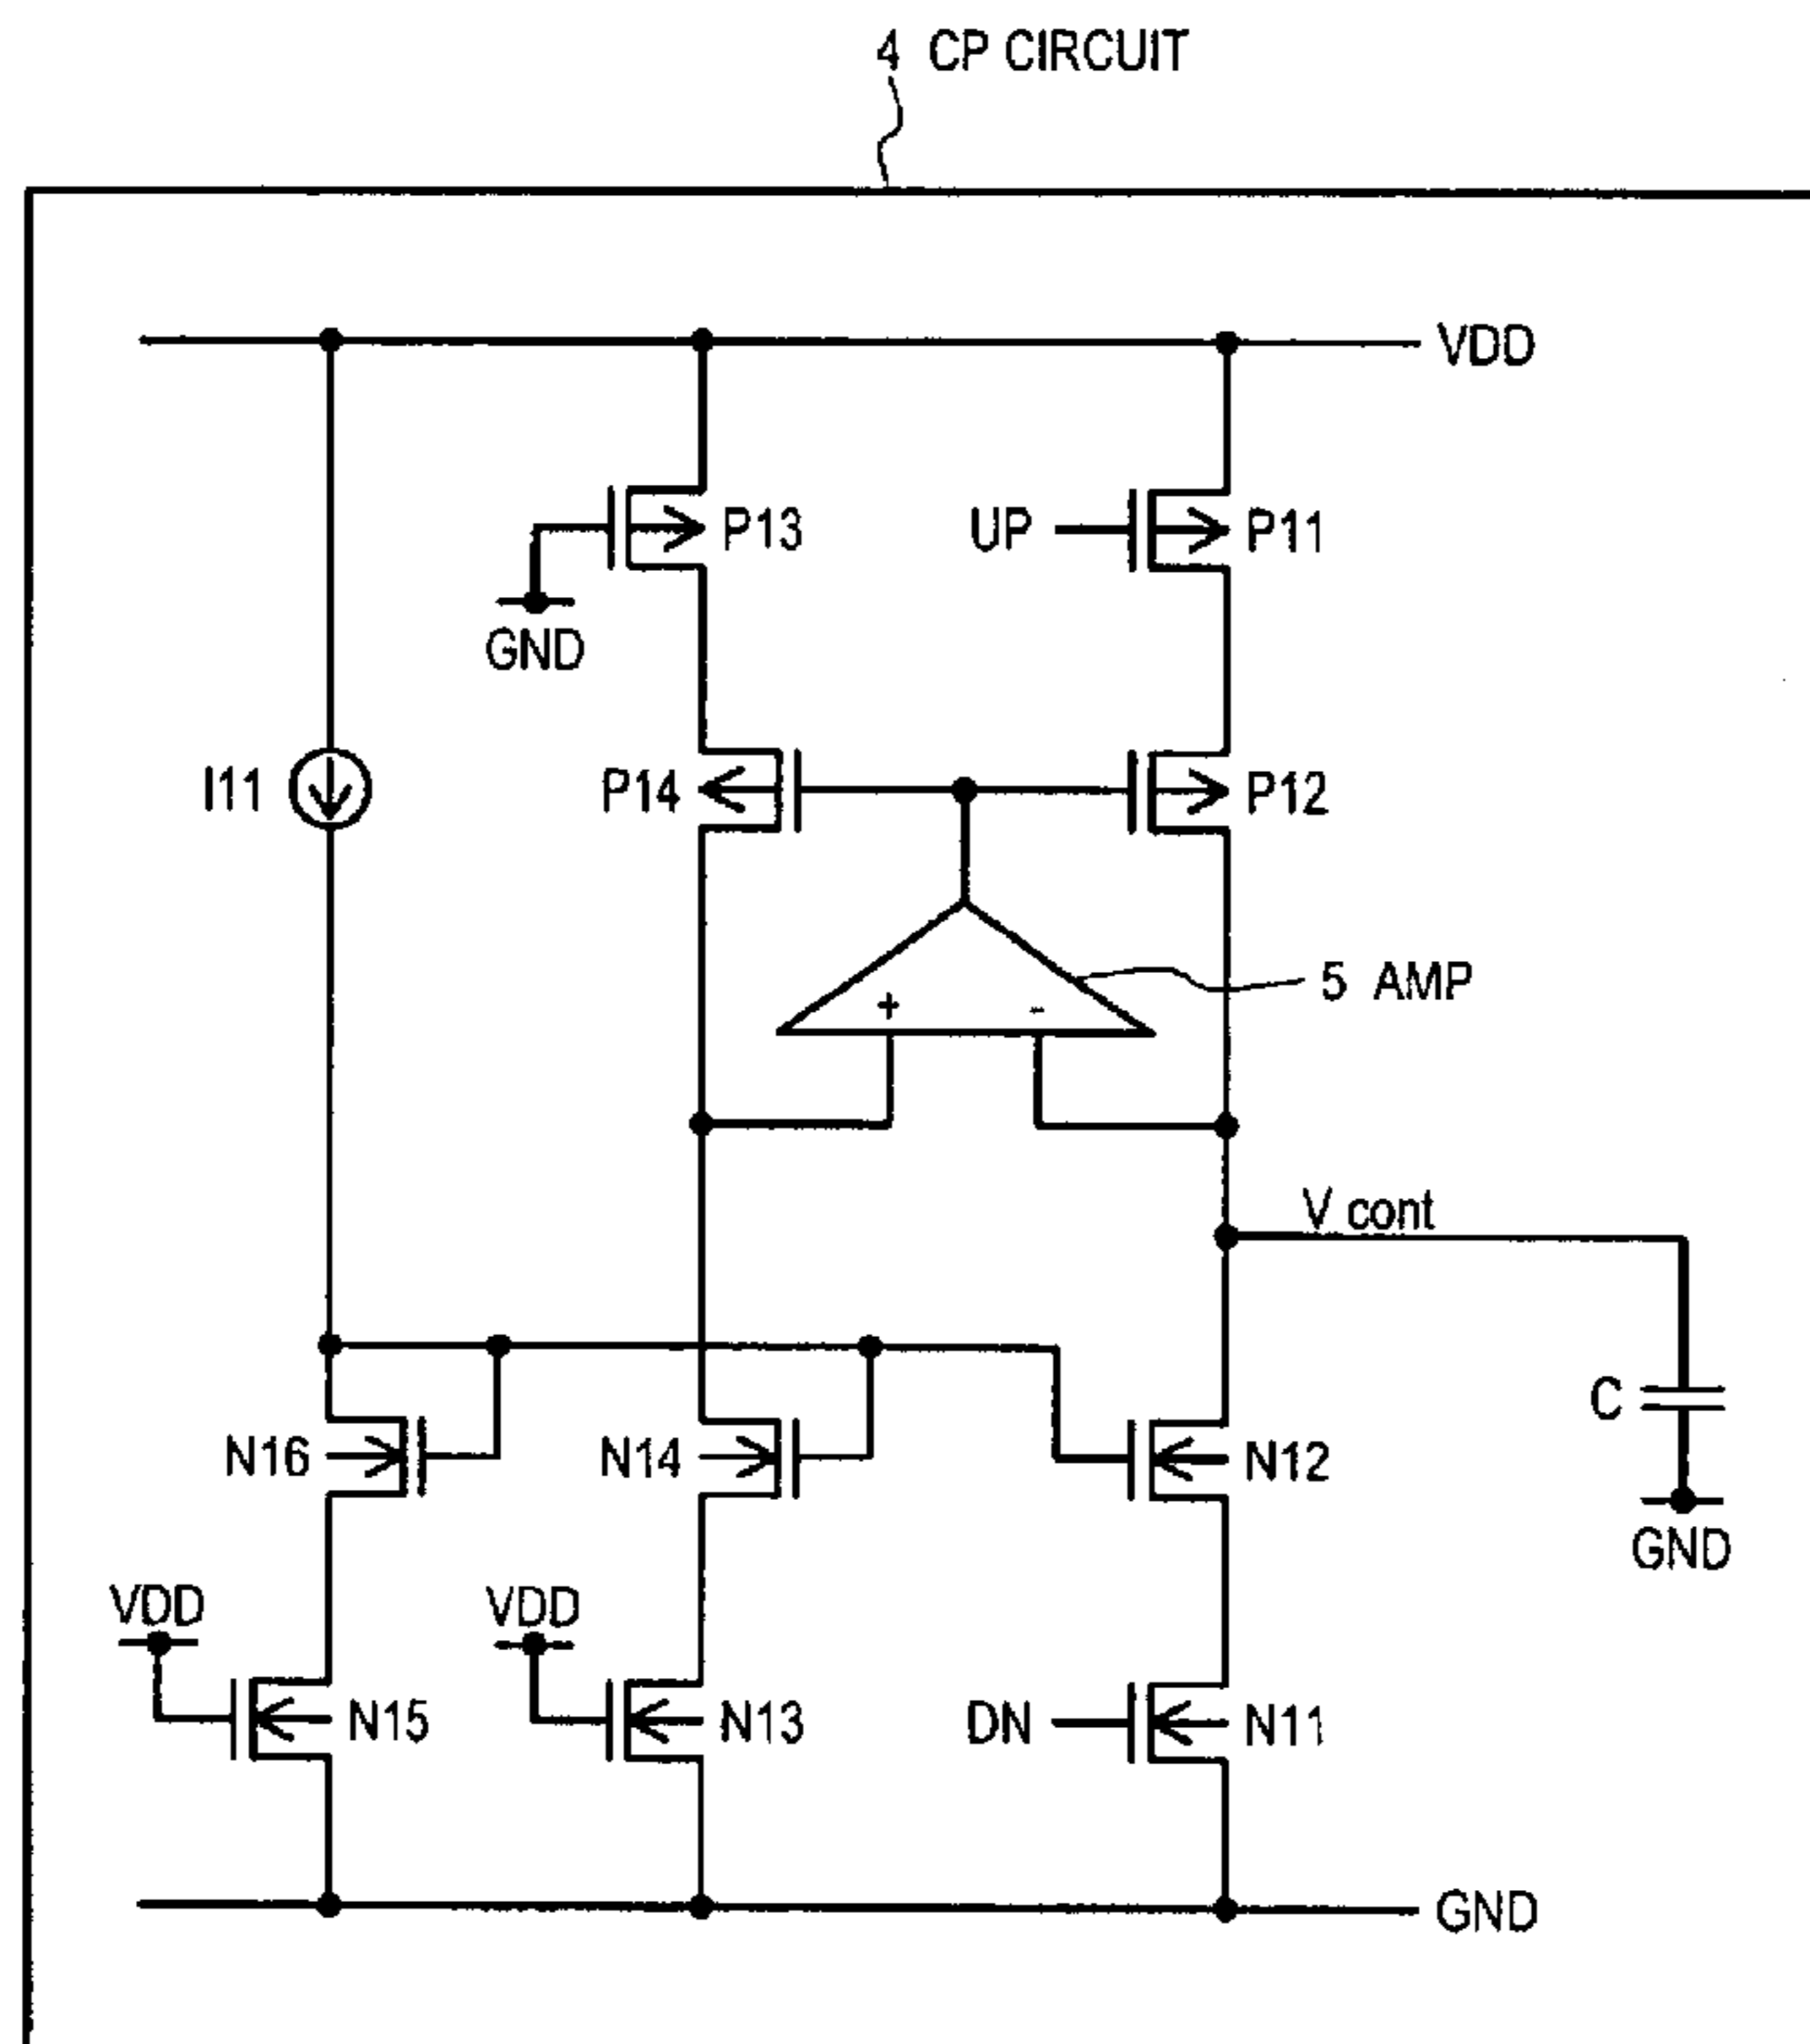 4 CP CIRCUIT
VDD
P13
UP
P11
GND
I11
P14
P12
+
-
5 AMP
V cont
C
N16
N14
N12
GND
VDD
VDD
N15
N13
DN
N11
GND